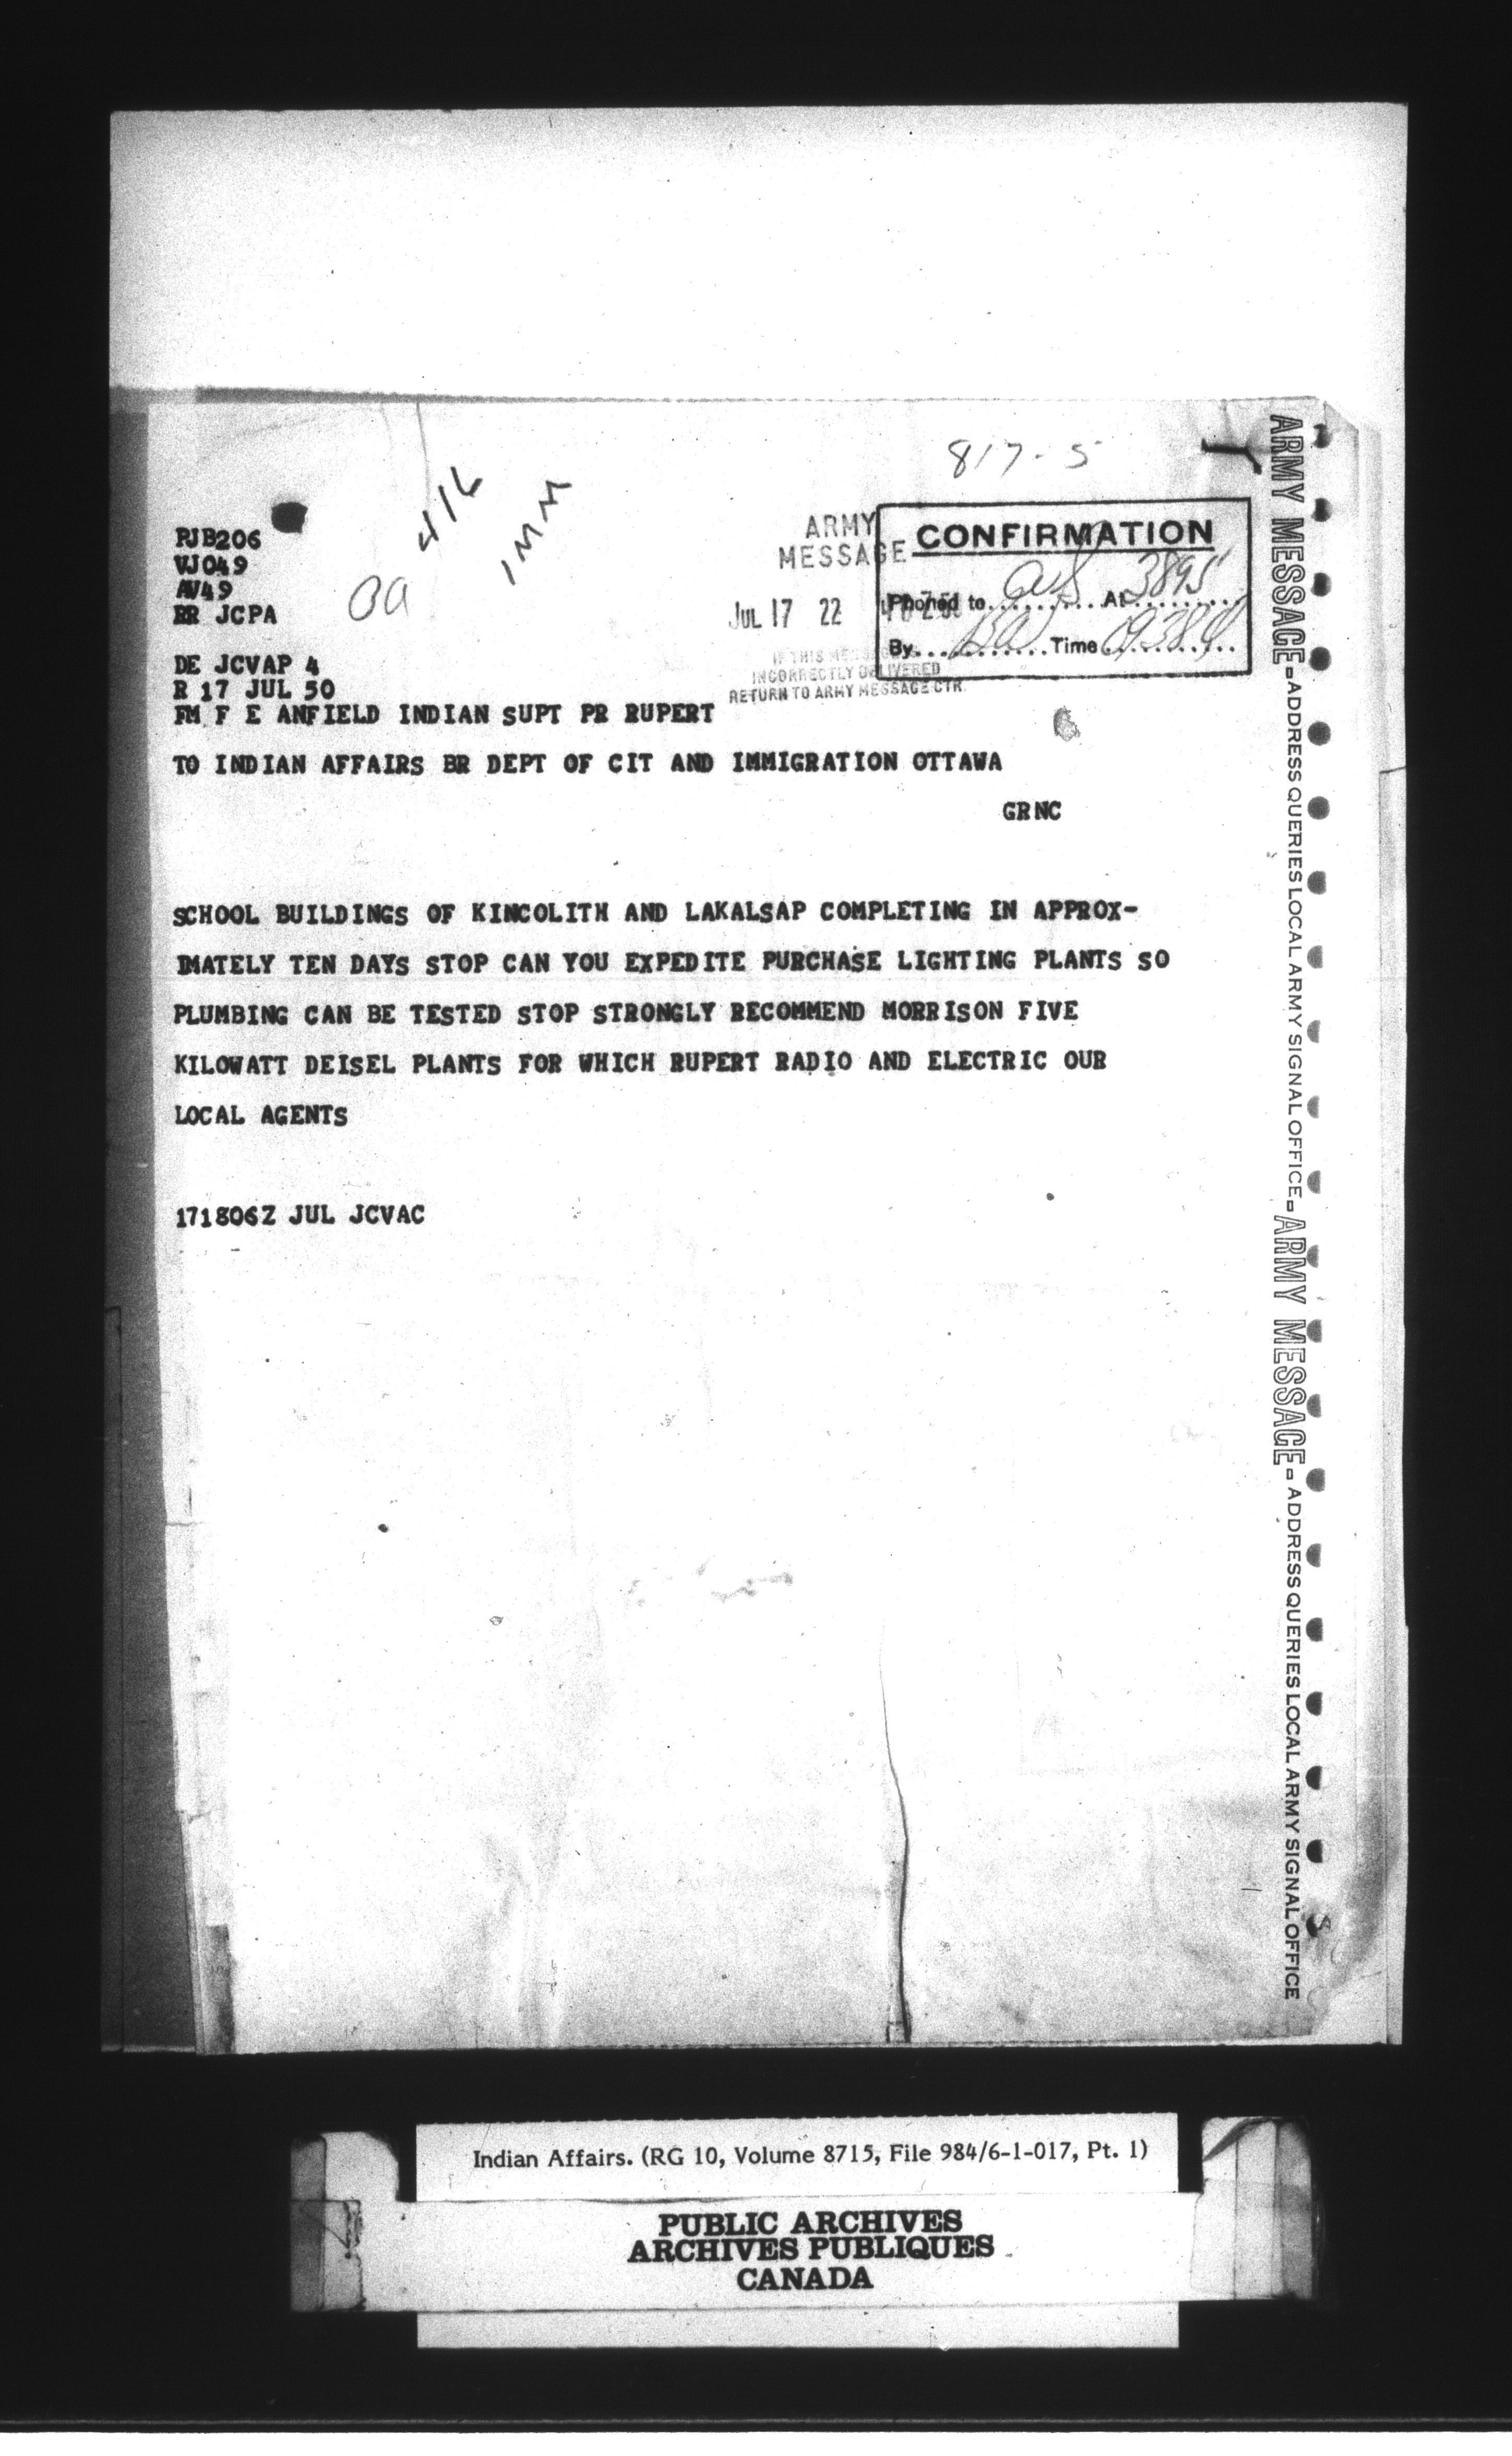 817-5
416
IMM
ARMY
MESSAGE
CONFIRMATION
Phoned to At 3895
By Time
JUL 17 22
IF THIS MESSAGE
INCORRECTLY DELIVERED
RETURN TO ARMY MESSAGE CTR.
RJB206
VJO49
AV49
RR JCPA
DE JCVAP 4
R 17 JUL 50
FM F E ANFIELD INDIAN SUPT PR RUPERT
TO INDIAN AFFAIRS BR DEPT OF CIT AND IMMIGRATION OTTAWA
GRNC
SCHOOL BUILDINGS OF KINCOLITH AND LAKALSAP COMPLETING IN APPROX-
IMATELY TEN DAYS STOP CAN YOU EXPEDITE PURCHASE LIGHTING PLANTS SO
PLUMBING CAN BE TESTED STOP STRONGLY RECOMMEND MORRISON FIVE
KILOWATT DEISEL PLANTS FOR WHICH RUPERT RADIO AND ELECTRIC OUR
LOCAL AGENTS
171806Z JUL JCVAC
ARMY MESSAGE - ADDRESS QUERIES LOCAL ARMY SIGNAL OFFICE - ARMY MESSAGE - ADDRESS QUERIES LOCAL ARMY SIGNAL OFFICE
Indian Affairs. (RG 10, Volume 8715, File 984/6-1-017, Pt. 1)
PUBLIC ARCHIVES
ARCHIVES PUBLIQUES
CANADA